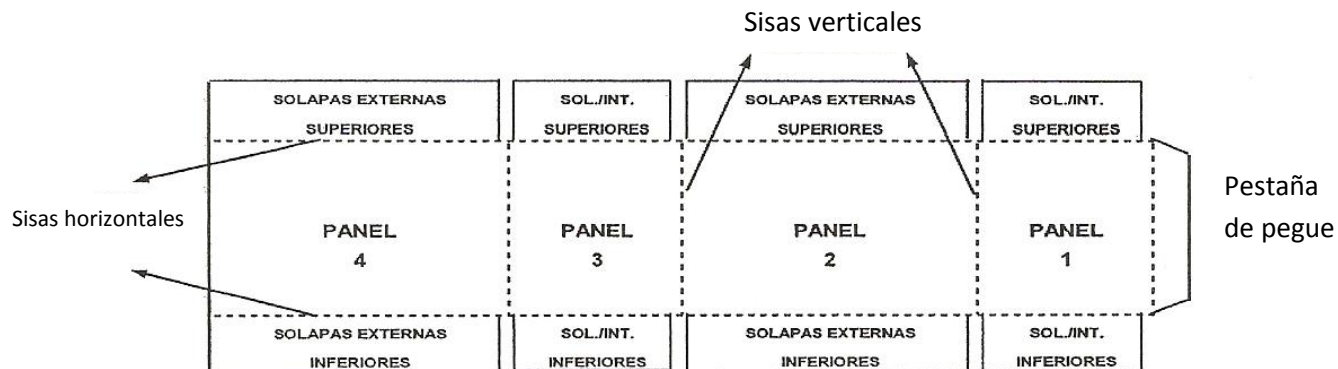 Sisas verticales
SOLAPAS EXTERNAS
SUPERIORES
SOL./INT.
SUPERIORES
SOLAPAS EXTERNAS
SUPERIORES
SOL./INT.
SUPERIORES
Sisas horizontales
PANEL
4
PANEL
3
PANEL
2
PANEL
1
Pestaña
de pegue
SOLAPAS EXTERNAS
INFERIORES
SOL./INT.
INFERIORES
SOLAPAS EXTERNAS
INFERIORES
SOL./INT.
INFERIORES